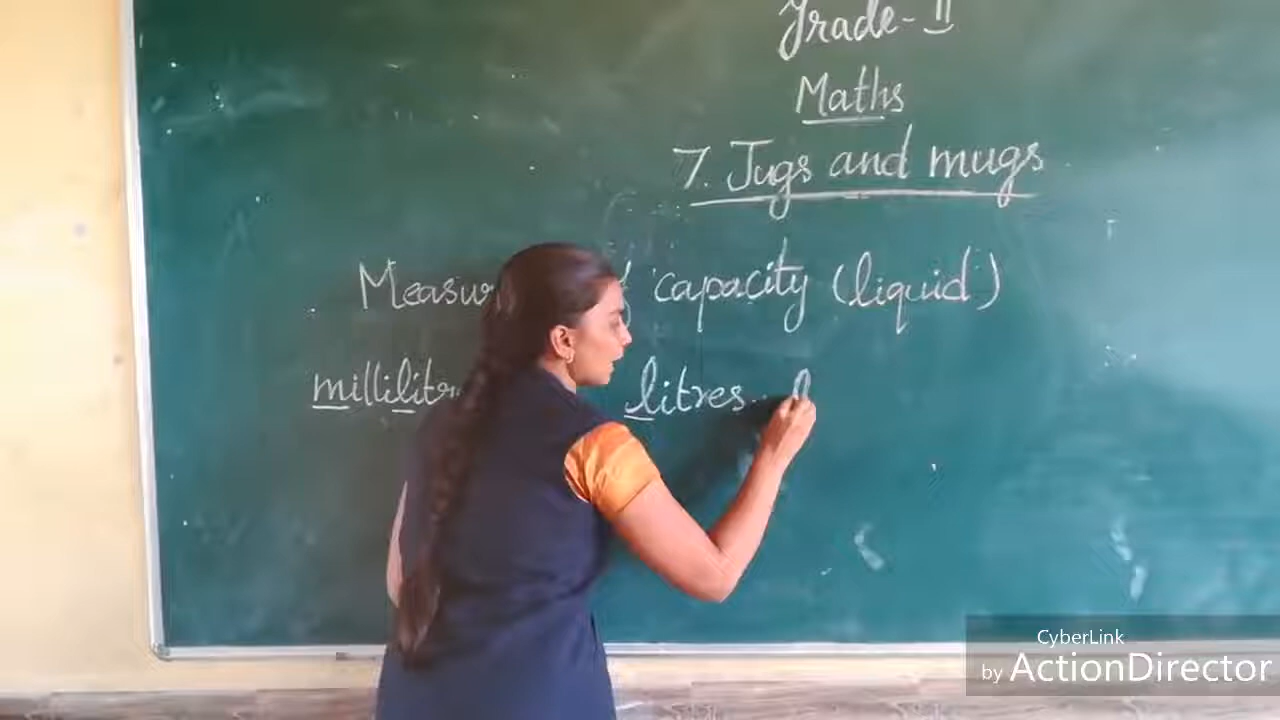 Grade-II
Maths
7. Jugs and mugs
capacity (liquid)
litres
CyberLink
by ActionDirector